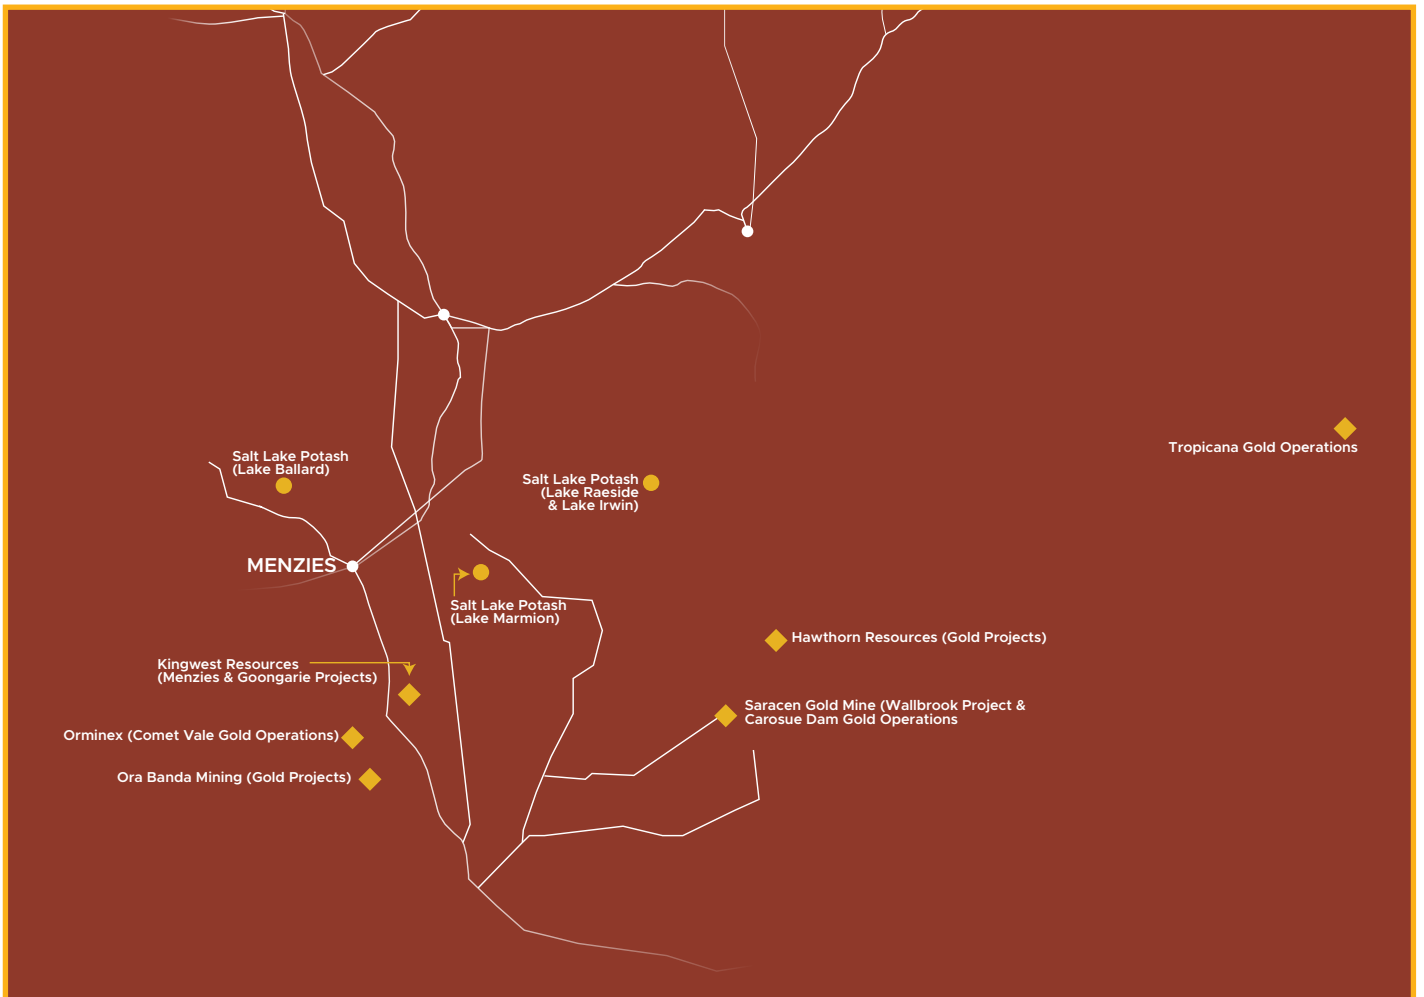 Tropicana Gold Operations
Salt Lake Potash
(Lake Ballard)
Salt Lake Potash
(Lake Raeside
& Lake Irwin)
MENZIES
Salt Lake Potash
(Lake Marmion)
Hawthorn Resources (Gold Projects)
Kingwest Resources
(Menzies & Goongarie Projects)
Saracen Gold Mine (Wallbrook Project &
Carosue Dam Gold Operations
Orminex (Comet Vale Gold Operations)
Ora Banda Mining (Gold Projects)